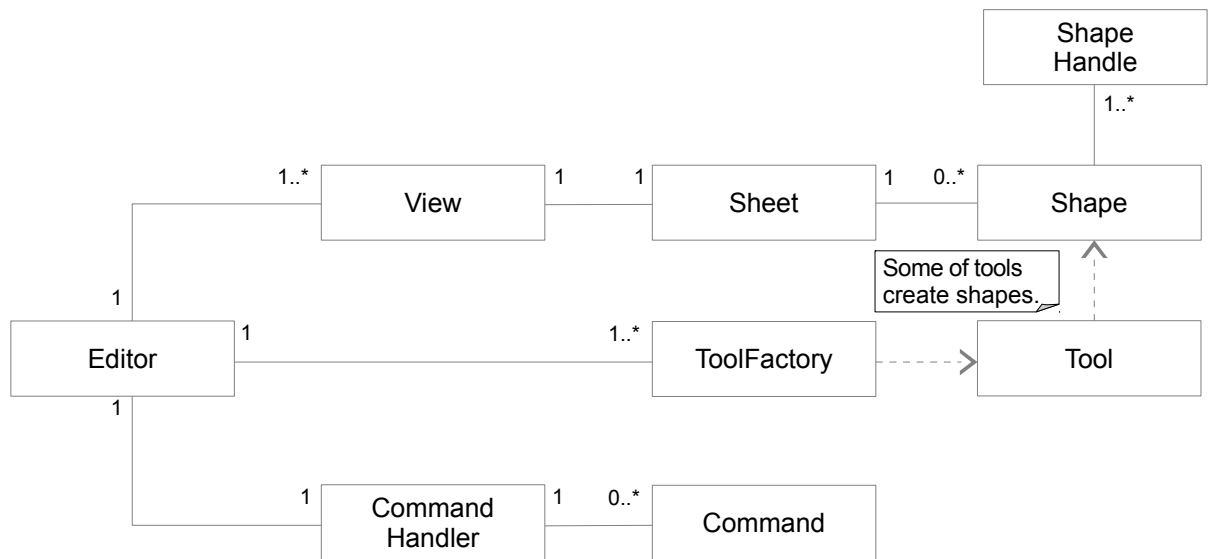 Shape
Handle
1..*
1..*
1
1
1
0..*
View
Sheet
Shape
Some of tools
create shapes.
1
1
1..*
Editor
ToolFactory
Tool
1
1
1
0..*
Command
Handler
Command